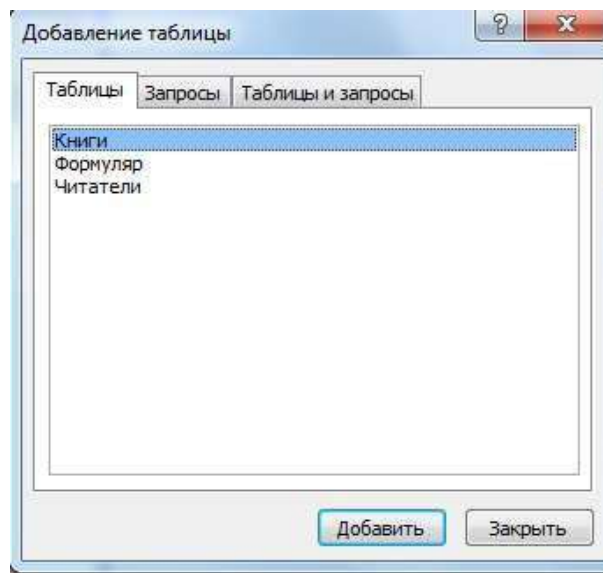 Добавление таблицы
Таблицы Запросы Таблицы и запросы
Книги
Формуляр
Читатели
Добавить Закрыть